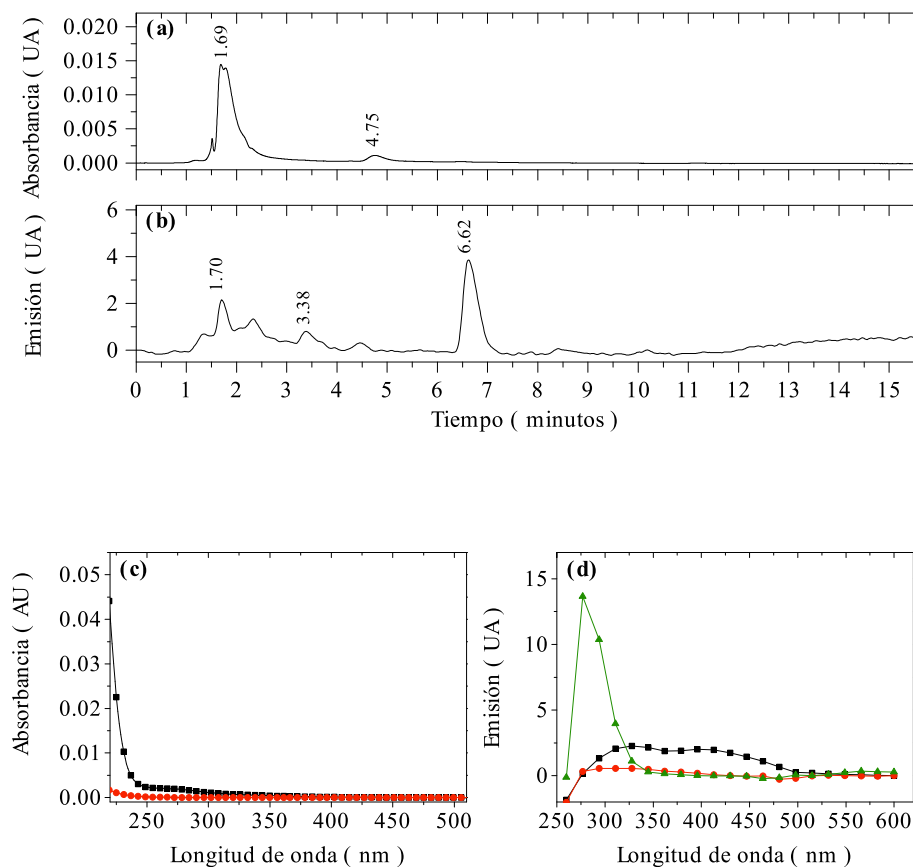 (a)
Absorbancia ( UA )
0.020
0.015
0.010
0.005
0.000
1.69
4.75
(b)
Emisión ( UA )
6
4
2
0
1.70
3.38
6.62
0 1 2 3 4 5 6 7 8 9 10 11 12 13 14 15
Tiempo ( minutos )
(c)
Absorbancia ( AU )
0.05
0.04
0.03
0.02
0.01
0.00
250 300 350 400 450 500
Longitud de onda ( nm )
(d)
Emisión ( UA )
15
10
5
0
250 300 350 400 450 500 550 600
Longitud de onda ( nm )